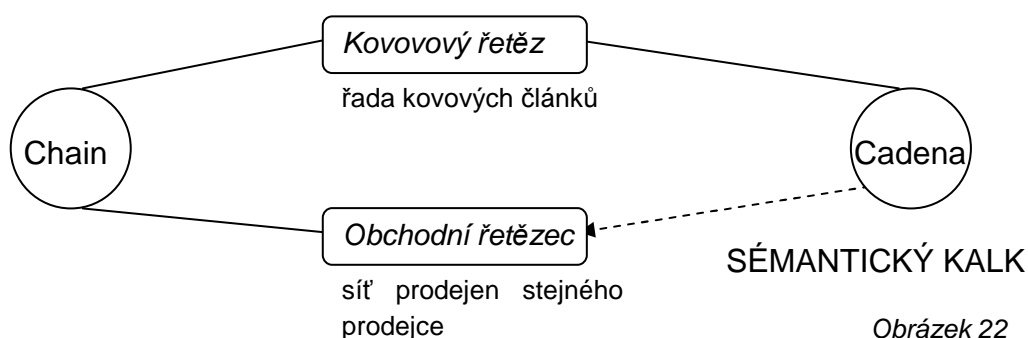 Kovovový řetěz
řada kovových článků
Chain
Cadena
Obchodní řetězec
SÉMANTICKÝ KALK
síť prodejen stejného
prodejce
Obrázek 22